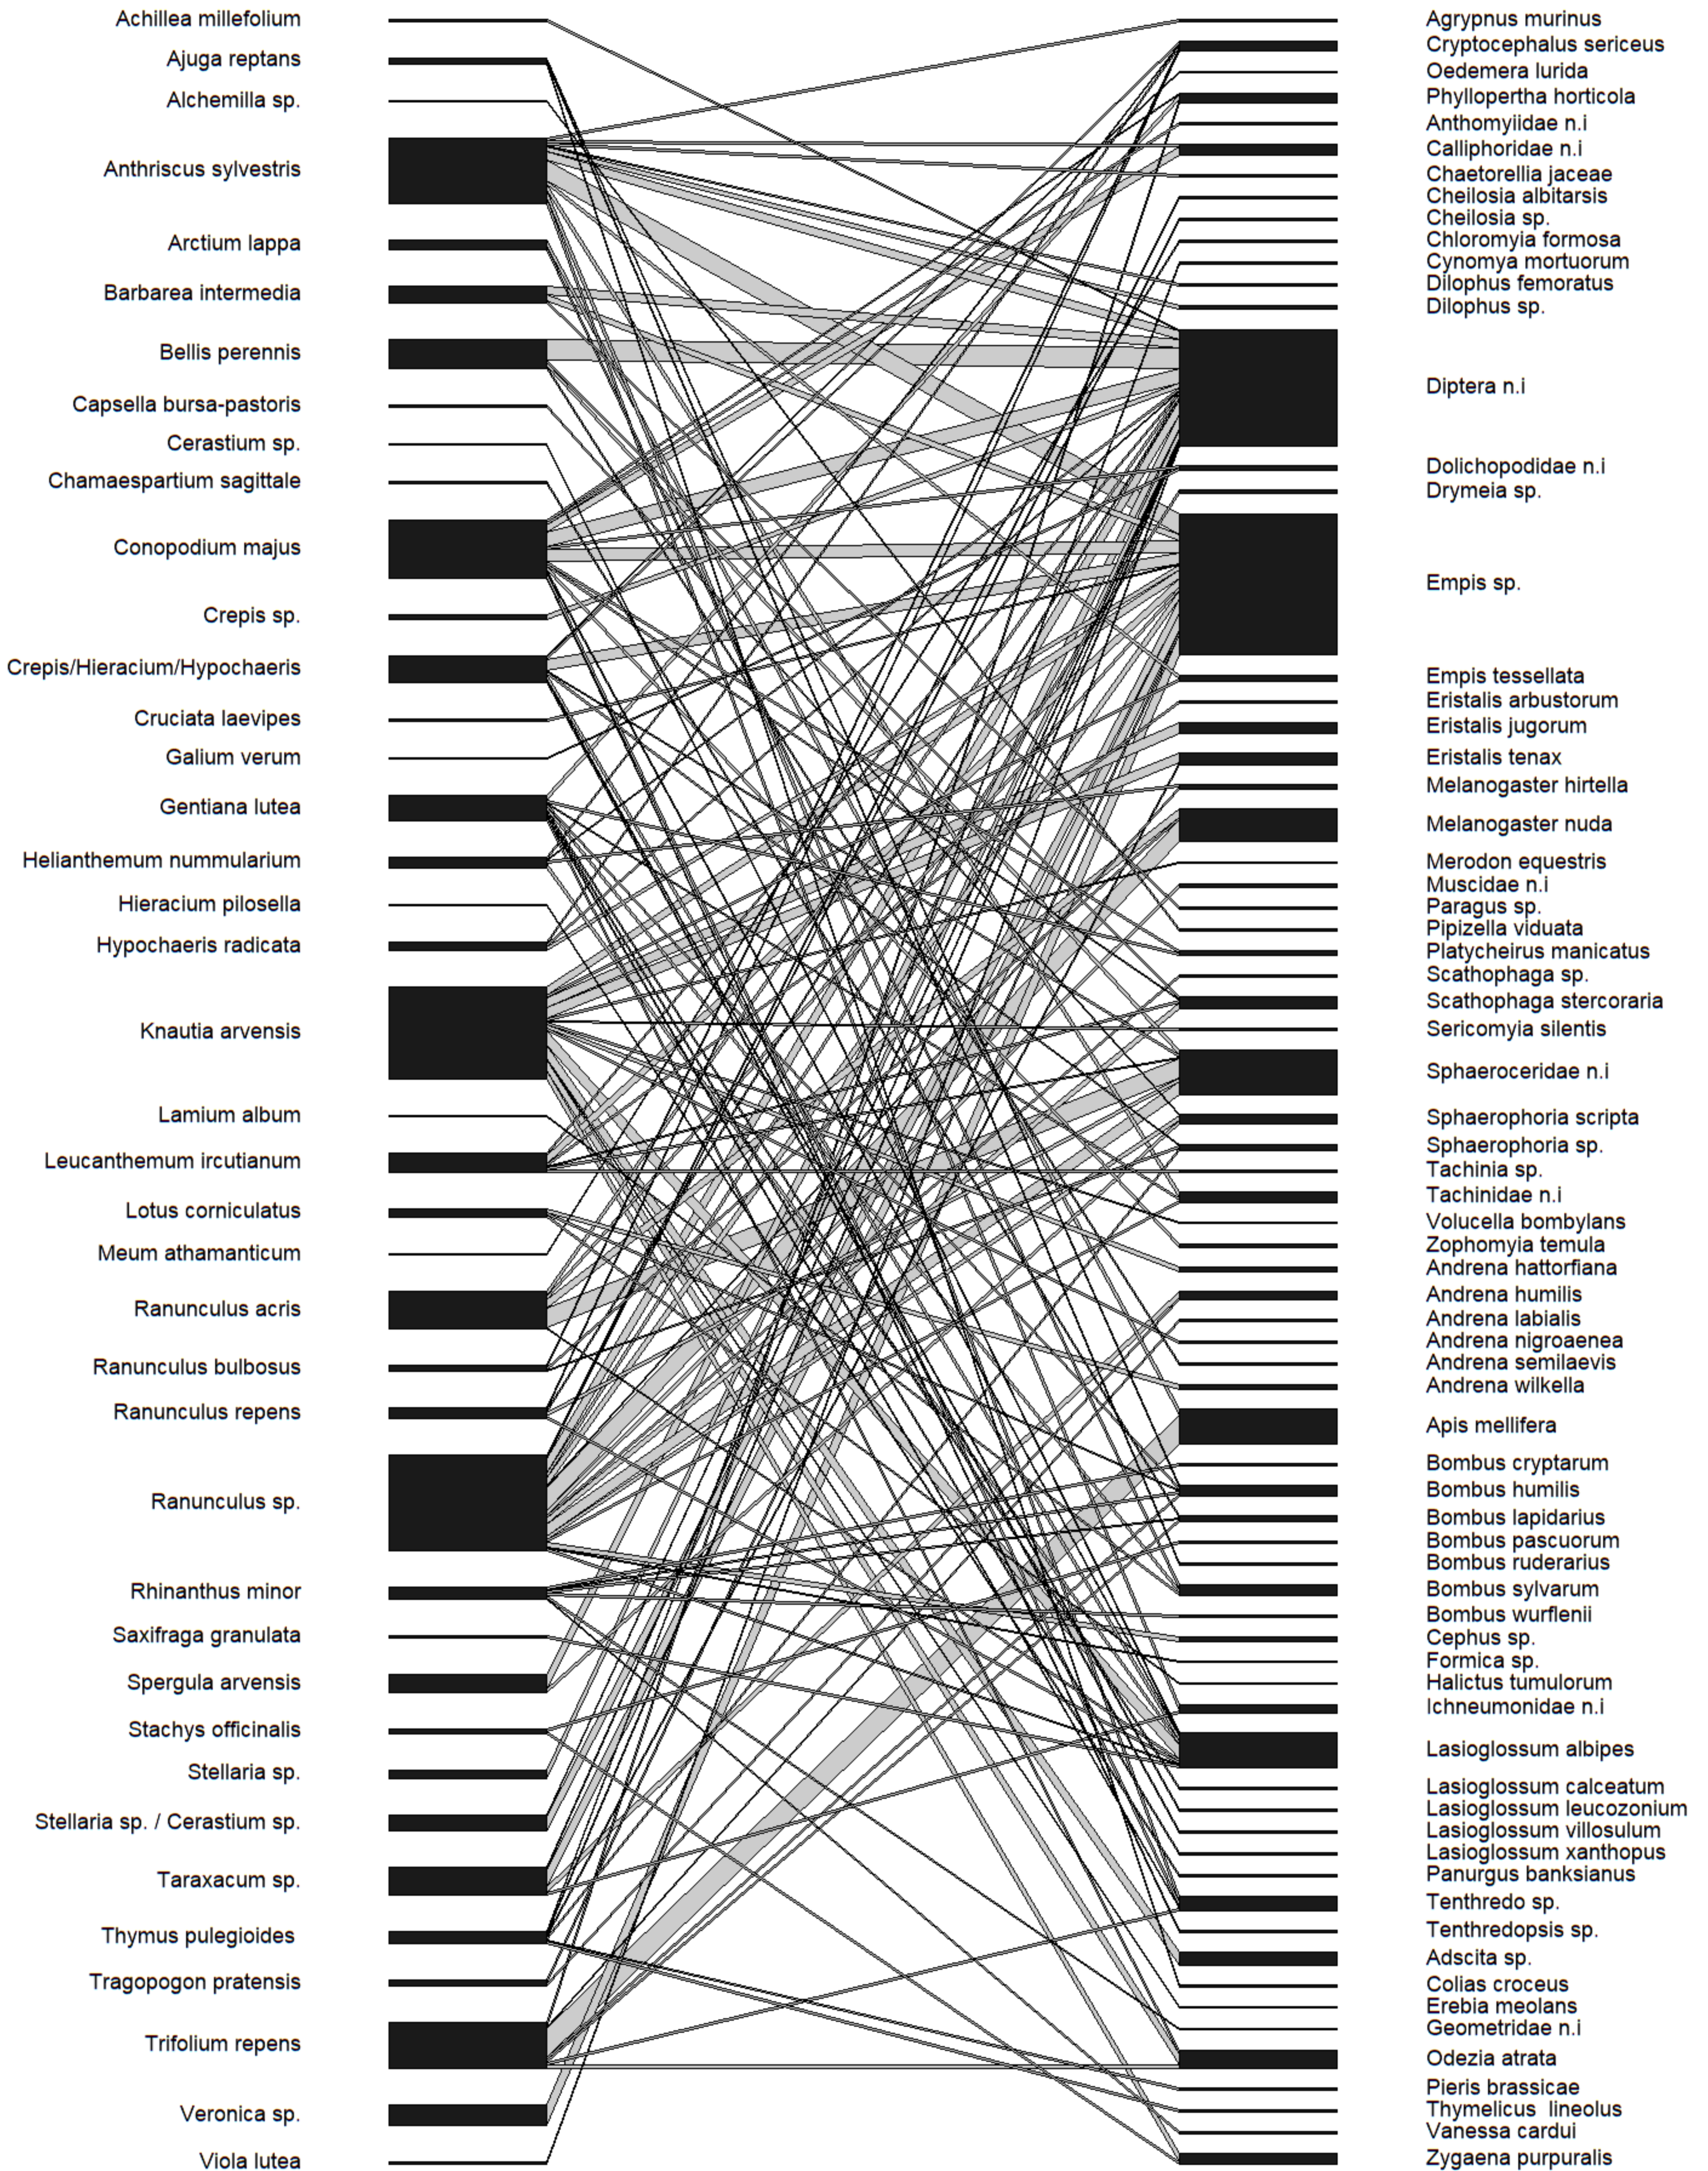 Achillea millefolium
Ajuga reptans
Alchemilla sp.
Anthriscus sylvestris
Arctium lappa
Barbarea intermedia
Bellis perennis
Capsella bursa-pastoris
Cerastium sp.
Chamaespartium sagittale
Conopodium majus
Crepis sp.
Crepis/Hieracium/Hypochaeris
Cruciata laevipes
Galium verum
Gentiana lutea
Helianthemum nummularium
Hieracium pilosella
Hypochaeris radicata
Knautia arvensis
Lamium album
Leucanthemum ircutianum
Lotus corniculatus
Meum athamanticum
Ranunculus acris
Ranunculus bulbosus
Ranunculus repens
Ranunculus sp.
Rhinanthus minor
Saxifraga granulata
Spergula arvensis
Stachys officinalis
Stellaria sp.
Stellaria sp. / Cerastium sp.
Taraxacum sp.
Thymus pulegioides
Tragopogon pratensis
Trifolium repens
Veronica sp.
Viola lutea
Agrypnus murinus
Cryptocephalus sericeus
Oedemera lurida
Phyllopertha horticola
Anthomyiidae n.i
Calliphoridae n.i
Chaetorellia jaceae
Cheilosia albitarsis
Cheilosia sp.
Chloromyia formosa
Cynomya mortuorum
Dilophus femoratus
Dilophus sp.
Diptera n.i
Dolichopodidae n.i
Drymeia sp.
Empis sp.
Empis tessellata
Eristalis arbustorum
Eristalis jugorum
Eristalis tenax
Melanogaster hirtella
Melanogaster nuda
Merodon equestris
Muscidae n.i
Paragus sp.
Pipizella viduata
Platycheirus manicatus
Scathophaga sp.
Scathophaga stercoraria
Sericomyia silentis
Sphaeroceridae n.i
Sphaerophoria scripta
Sphaerophoria sp.
Tachinia sp.
Tachinidae n.i
Volucella bombylans
Zophomyia temula
Andrena hattorfiana
Andrena humilis
Andrena labialis
Andrena nigroaenea
Andrena semilaevis
Andrena wilkella
Apis mellifera
Bombus cryptarum
Bombus humilis
Bombus lapidarius
Bombus pascuorum
Bombus ruderarius
Bombus sylvarum
Bombus wurflenii
Cephus sp.
Formica sp.
Halictus tumulorum
Ichneumonidae n.i
Lasioglossum albipes
Lasioglossum calceatum
Lasioglossum leucozonium
Lasioglossum villosulum
Lasioglossum xanthopus
Panurgus banksianus
Tenthredo sp.
Tenthredopsis sp.
Adscita sp.
Colias croceus
Erebia meolans
Geometridae n.i
Odezia atrata
Pieris brassicae
Thymelicus lineolus
Vanessa cardui
Zygaena purpuralis